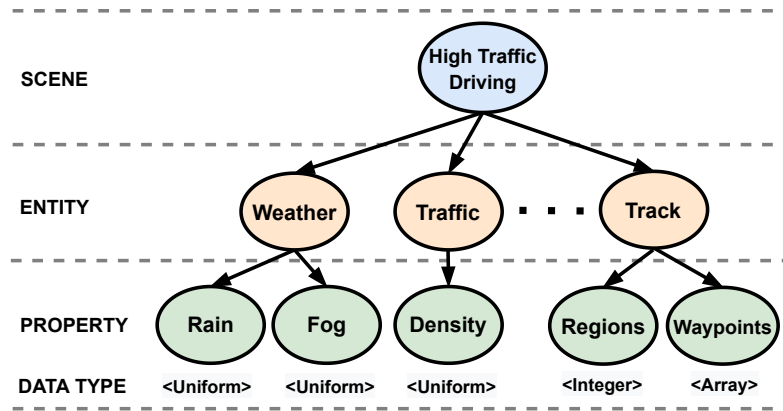 High Traffic
Driving
SCENE
ENTITY
Weather
Traffic
. . .
Track
PROPERTY
Rain
Fog
Density
Regions
Waypoints
DATA TYPE
<Uniform>
<Uniform>
<Uniform>
<Integer>
<Array>